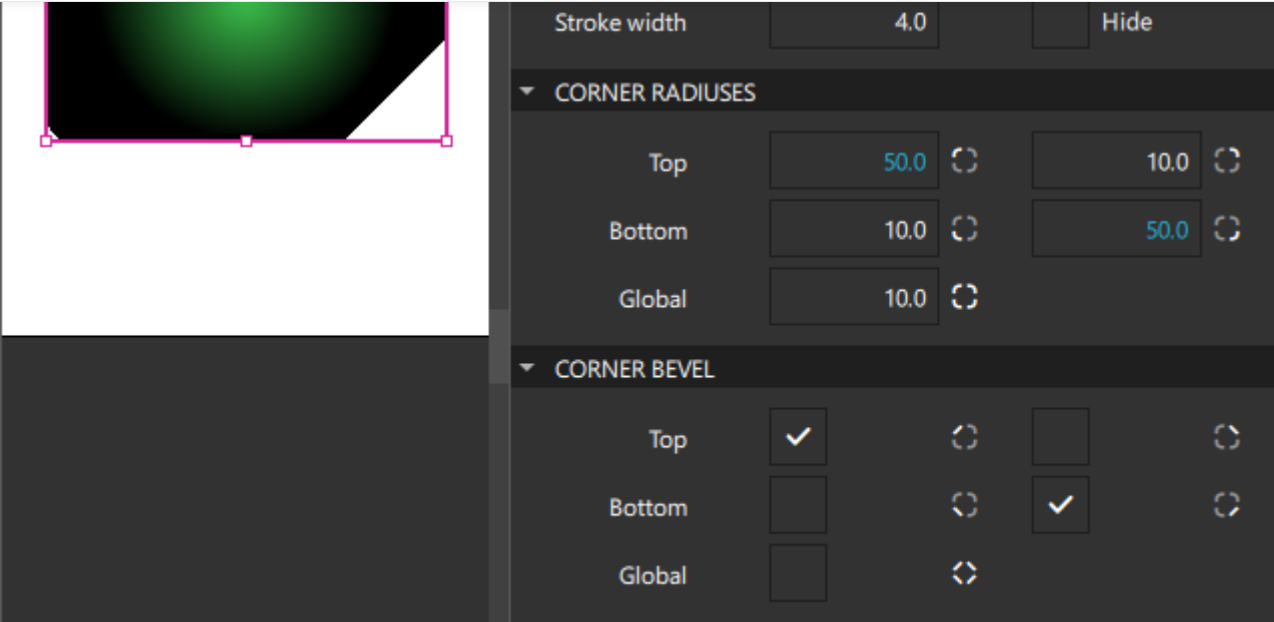 Stroke width 4.0 Hide
CORNER RADIUSES
Top 50.0 10.0
Bottom 10.0 50.0
Global 10.0
CORNER BEVEL
Top
Bottom
Global